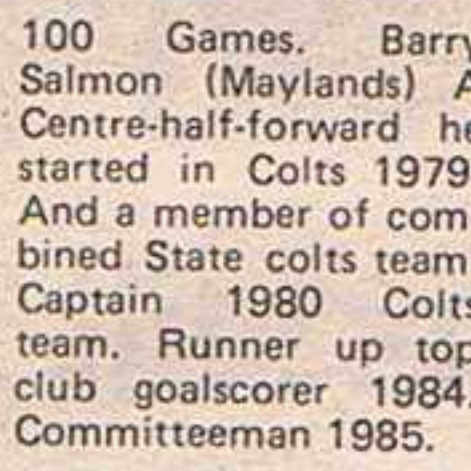 100 Games. Barry
Salmon (Maylands) A
Centre-half-forward he
started in Colts 1979
And a member of com
bined State colts team
Captain 1980 Colts
team. Runner up top
club goalscorer 1984.
Committeeman 1985.